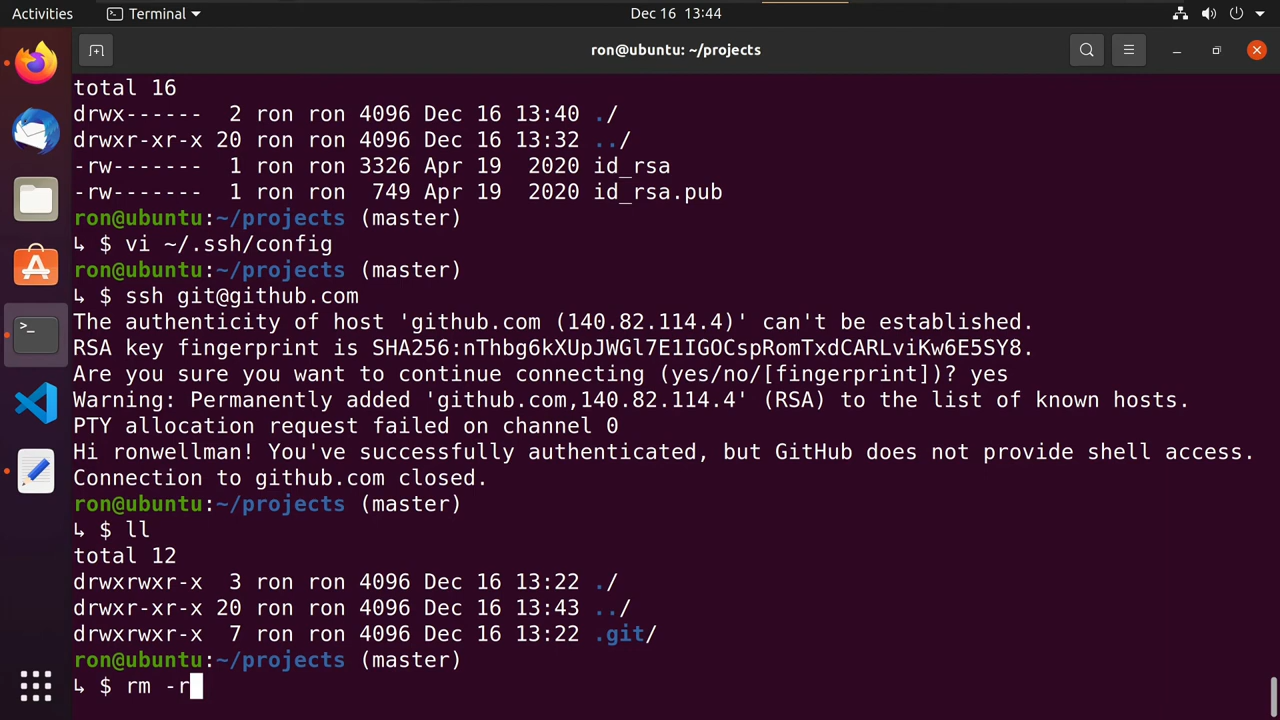 Activities
Terminal
Dec 16 13:44
ron@ubuntu: ~/projects
total 16
drwx------  2 ron ron 4096 Dec 16 13:40 ./
drwxr-xr-x 20 ron ron 4096 Dec 16 13:32 ../
-rw-------  1 ron ron 3326 Apr 19  2020 id_rsa
-rw-------  1 ron ron  749 Apr 19  2020 id_rsa.pub
ron@ubuntu:~/projects (master)
↳ $ vi ~/.ssh/config
ron@ubuntu:~/projects (master)
↳ $ ssh git@github.com
The authenticity of host 'github.com (140.82.114.4)' can't be established.
RSA key fingerprint is SHA256:nThbg6kXUpJWGl7E1IGOCspRomTxdCARLviKw6E5SY8.
Are you sure you want to continue connecting (yes/no/[fingerprint])? yes
Warning: Permanently added 'github.com,140.82.114.4' (RSA) to the list of known hosts.
PTY allocation request failed on channel 0
Hi ronwellman! You've successfully authenticated, but GitHub does not provide shell access.
Connection to github.com closed.
ron@ubuntu:~/projects (master)
↳ $ ll
total 12
drwxrwxr-x  3 ron ron 4096 Dec 16 13:22 ./
drwxr-xr-x 20 ron ron 4096 Dec 16 13:43 ../
drwxrwxr-x  7 ron ron 4096 Dec 16 13:22 .git/
ron@ubuntu:~/projects (master)
↳ $ rm -r